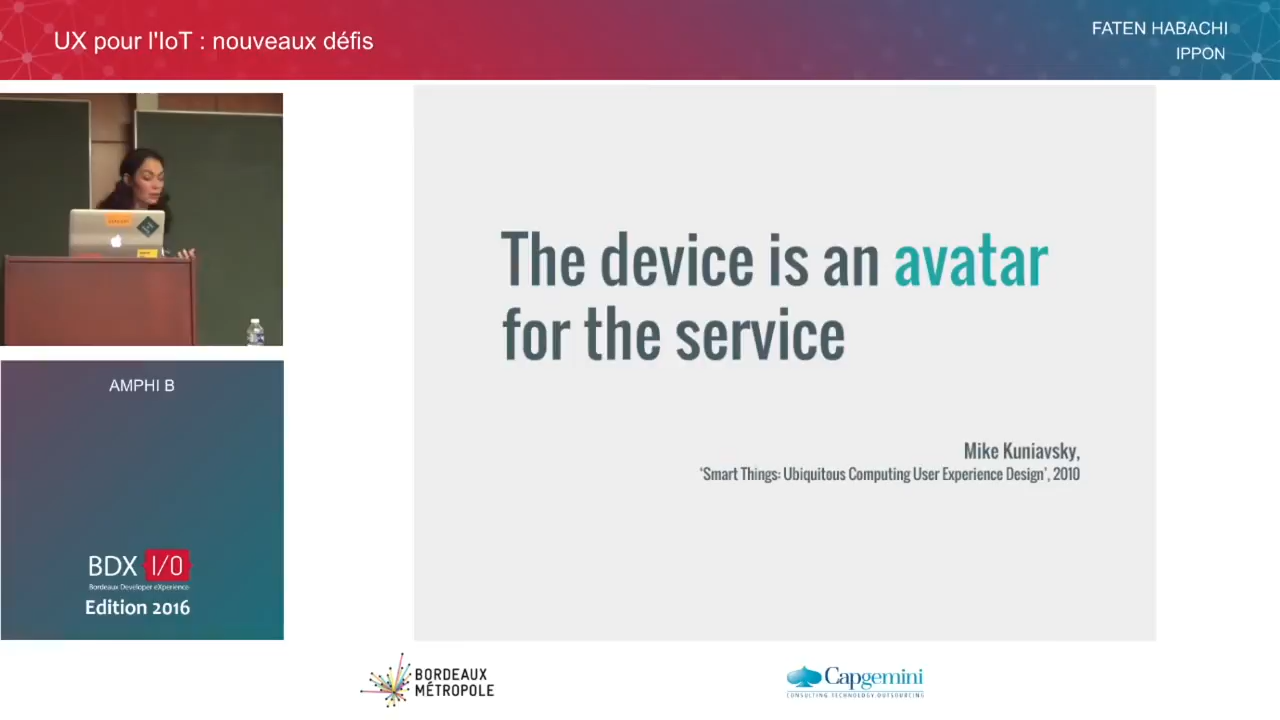 UX pour l'IoT : nouveaux défis
FATEN HABACHI
IPPON
The device is an avatar
for the service
Mike Kuniavsky,
'Smart Things: Ubiquitous Computing User Experience Design', 2010
AMPHI B
BDX I/O
Bordeaux Developer eXperience
Edition 2016
BORDEAUX
MÉTROPOLE
Capgemini
CONSULTING.TECHNOLOGY.OUTSOURCING